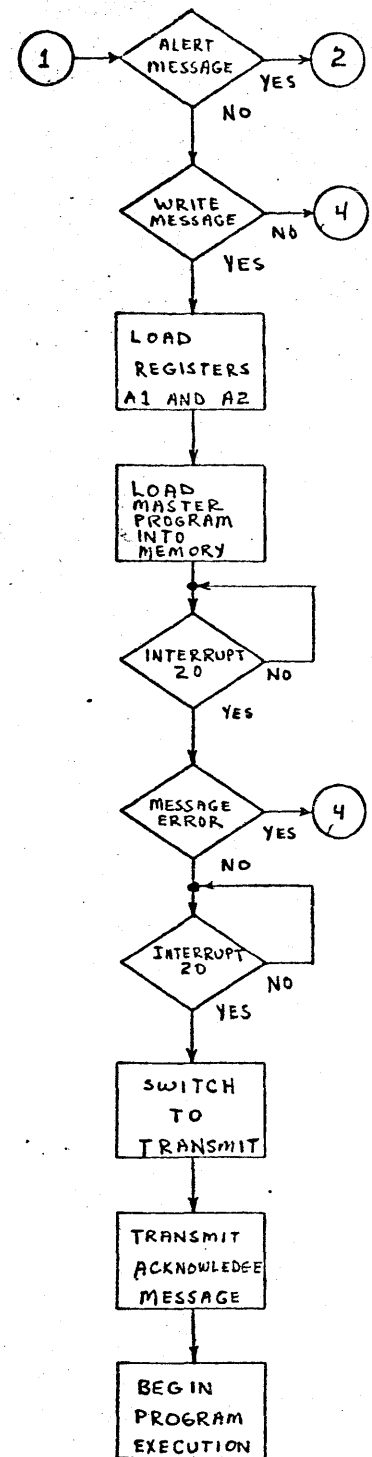 1
ALERT
MESSAGE
YES
2
NO
WRITE
MESSAGE
NO
4
YES
LOAD
REGISTERS
A1 AND A2
LOAD
MASTER
PROGRAM
INTO
MEMORY
INTERRUPT
20
NO
YES
MESSAGE
ERROR
YES
4
NO
INTERRUPT
20
NO
YES
SWITCH
TO
TRANSMIT
TRANSMIT
ACKNOWLEDGE
MESSAGE
BEGIN
PROGRAM
EXECUTION